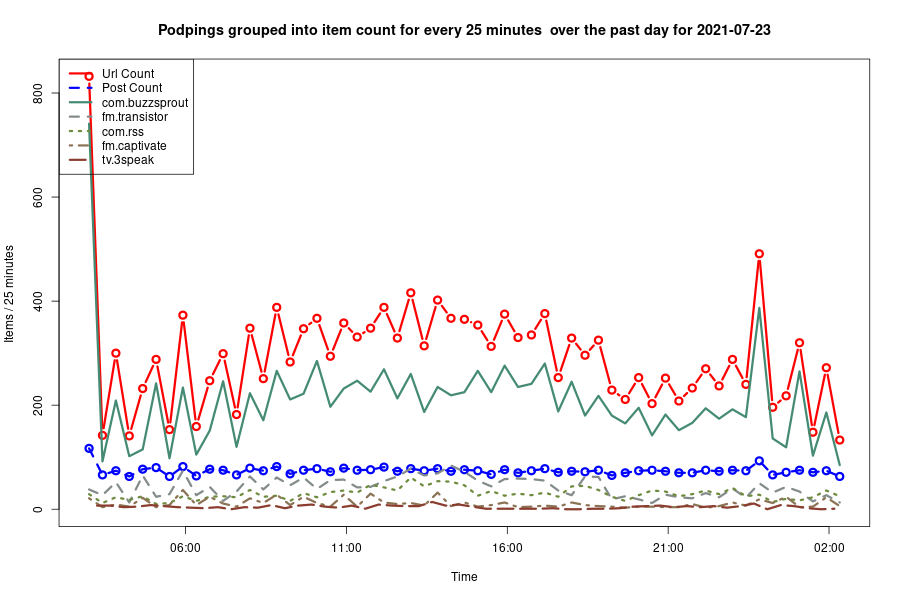 Podpings grouped into item count for every 25 minutes  over the past day for 2021-07-23
Url Count
Post Count
com.buzzsprout
fm.transistor
com.rss
fm.captivate
tv.3speak
Items / 25 minutes
800
600
400
200
0
06:00
11:00
16:00
21:00
02:00
Time